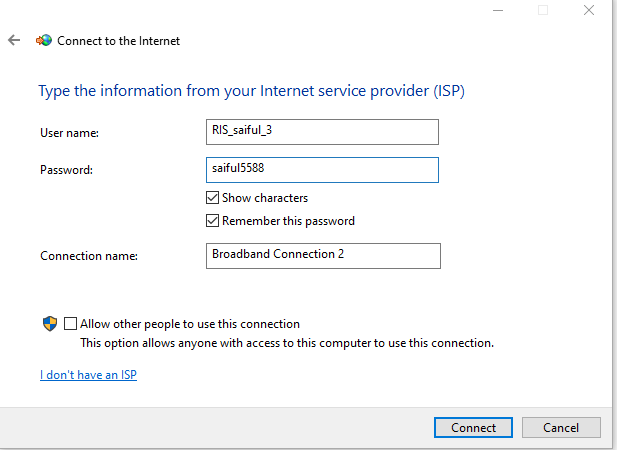 Connect to the Internet
Type the information from your Internet service provider (ISP)
User name: RIS_saiful_3
Password: saiful5588
Show characters
Remember this password
Connection name: Broadband Connection 2
Allow other people to use this connection
This option allows anyone with access to this computer to use this connection.
I don't have an ISP
Connect Cancel